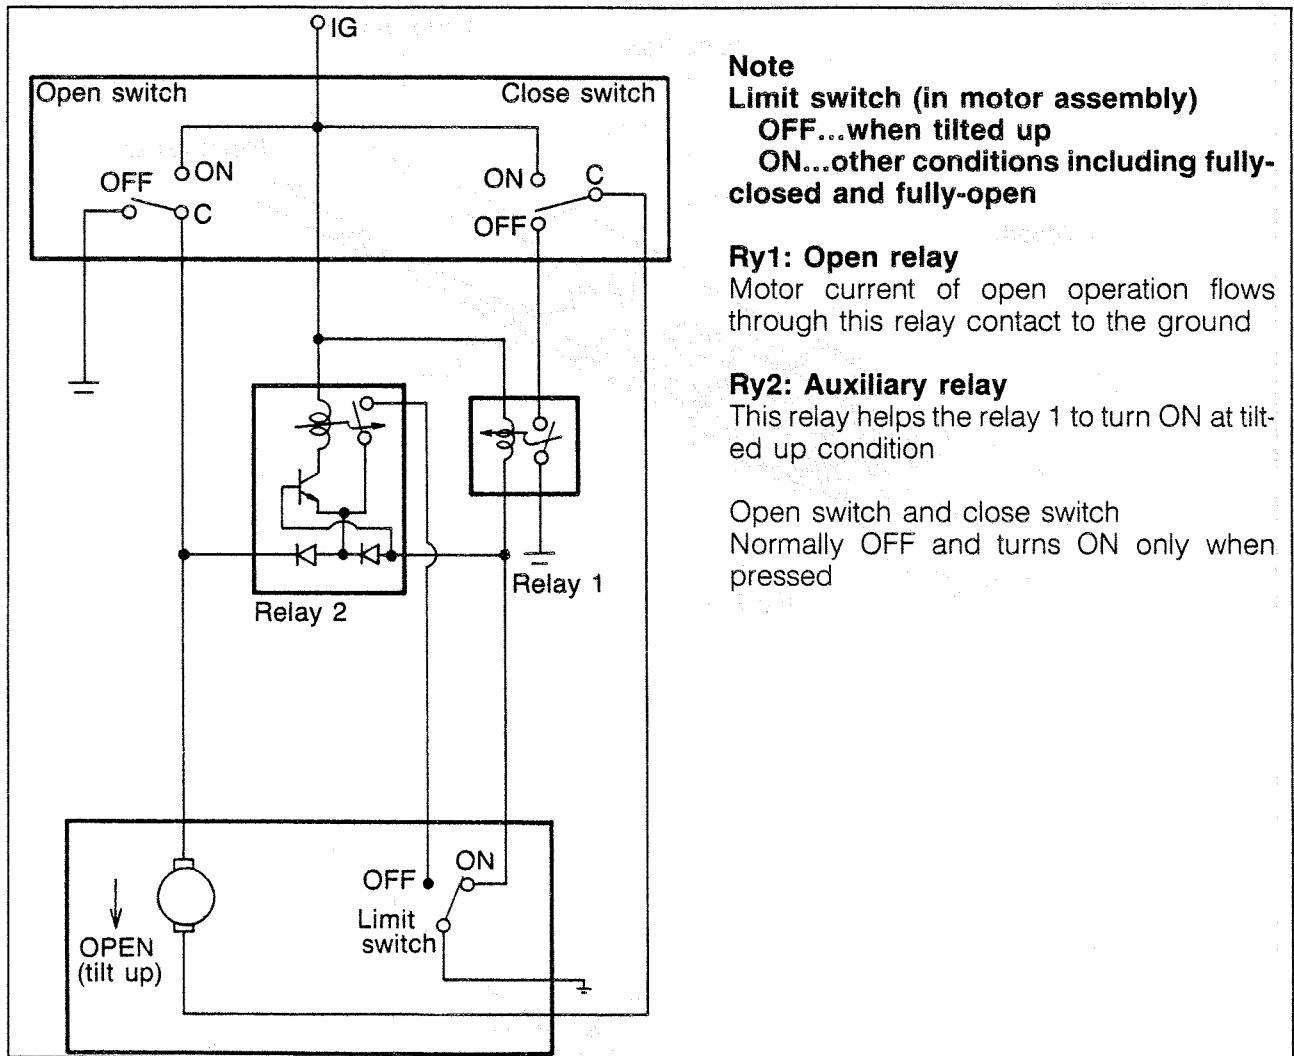 IG
Open switch
Close switch
OFF
ON
C
ON
C
OFF
Relay 2
Relay 1
OFF
ON
Limit
switch
OPEN
(tilt up)
Note
Limit switch (in motor assembly)
OFF...when tilted up
ON...other conditions including fully-
closed and fully-open
Ry1: Open relay
Motor current of open operation flows
through this relay contact to the ground
Ry2: Auxiliary relay
This relay helps the relay 1 to turn ON at tilt-
ed up condition
Open switch and close switch
Normally OFF and turns ON only when
pressed